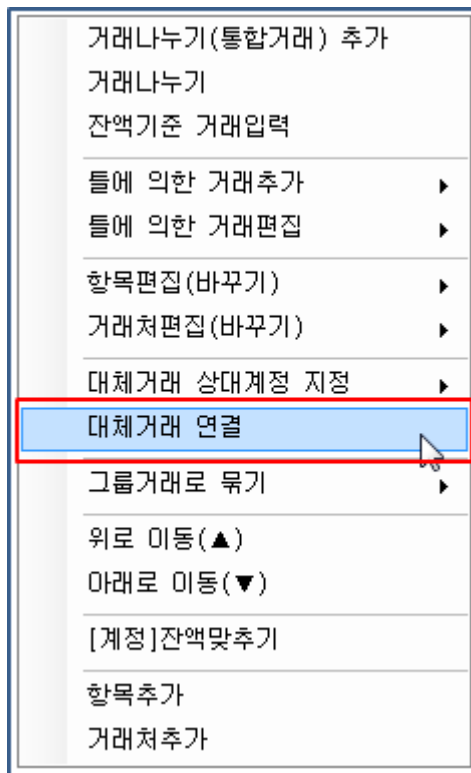 거래나누기(통합거래) 추가
거래나누기
잔액기준 거래입력
틀에 의한 거래추가
틀에 의한 거래편집
항목편집(바꾸기)
거래처편집(바꾸기)
대체거래 상대계정 지정
대체거래 연결
그룹거래로 묶기
위로 이동(▲)
아래로 이동(▼)
[계정]잔액맞추기
항목추가
거래처추가